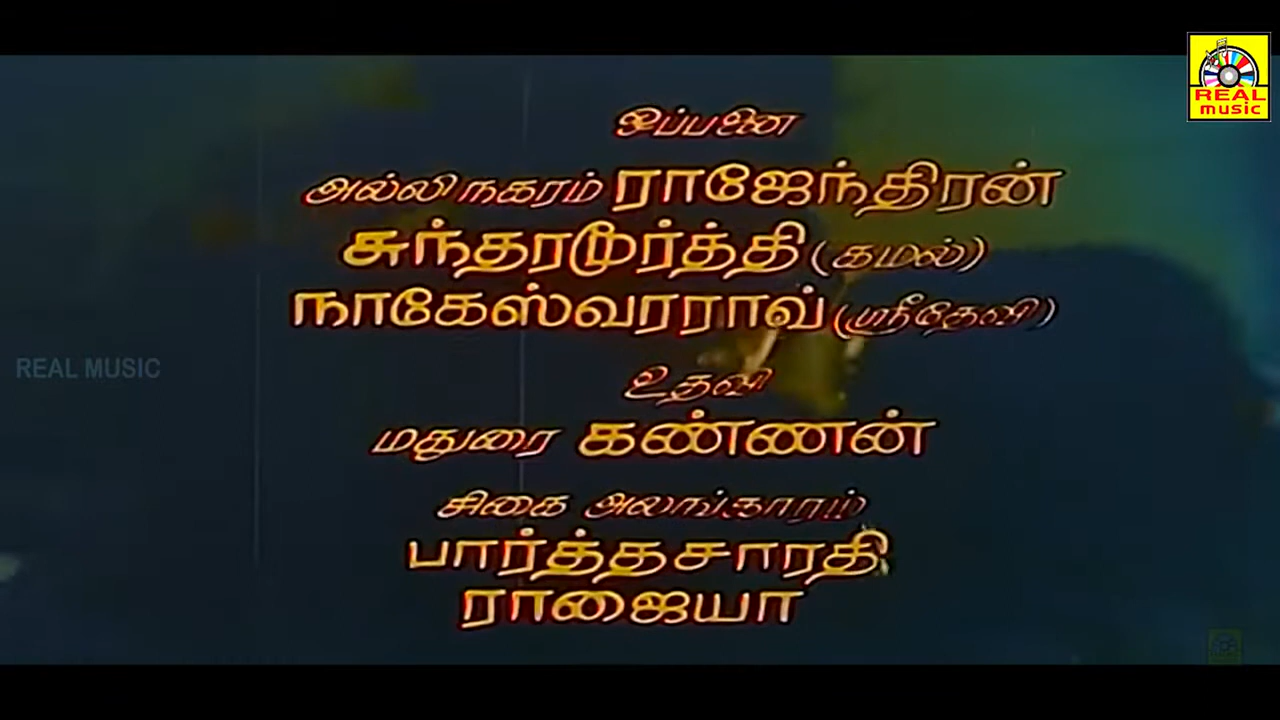 REAL
music
ஒப்பனை
அல்லிநகரம் ராஜேந்திரன்
சுந்தரமூர்த்தி (கமல்)
நாகேஸ்வரராவ் (ஸ்ரீதேவி)
REAL MUSIC
உதவி
மதுரை கண்ணன்
சிகை அலங்காரம்
பார்த்தசாரதி
ராஜையா